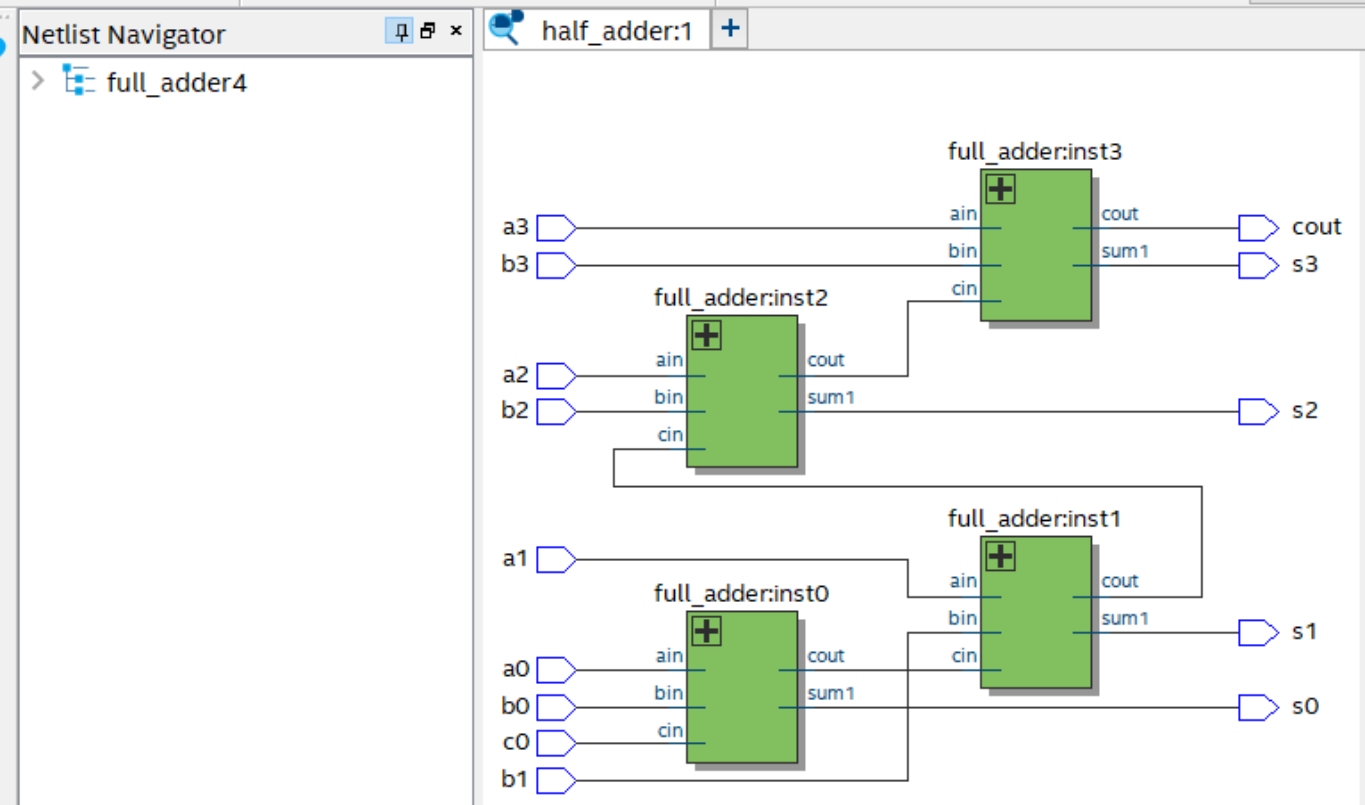 Netlist Navigator
half_adder:1
full_adder4
full_adder:inst3
ain
cout
a3
cout
bin
sum1
b3
s3
cin
full_adder:inst2
ain
cout
a2
bin
sum1
b2
s2
cin
full_adder:inst1
a1
ain
cout
full_adder:inst0
bin
sum1
s1
ain
cout
cin
a0
bin
sum1
b0
s0
cin
c0
b1